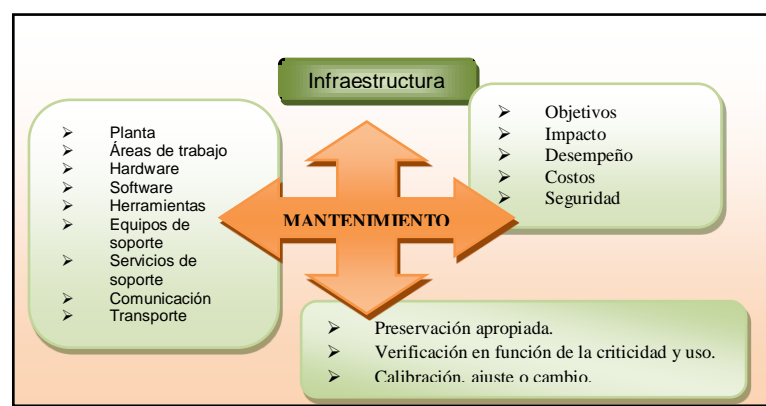 Infraestructura
Planta
Áreas de trabajo
Hardware
Software
Herramientas
Equipos de
soporte
Servicios de
soporte
Comunicación
Transporte
MANTENIMIENTO
Objetivos
Impacto
Desempeño
Costos
Seguridad
Preservación apropiada.
Verificación en función de la criticidad y uso.
Calibración, ajuste o cambio.